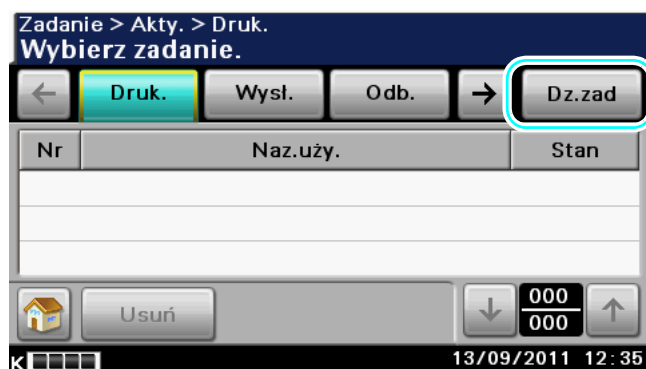 Zadanie > Akty. > Druk.
Wybierz zadanie.
← Druk. Wysł. Odb. → Dz.zad
Nr Naz.uży. Stan
Usuń ↓ 000 ↑
000
K 13/09/2011 12:35